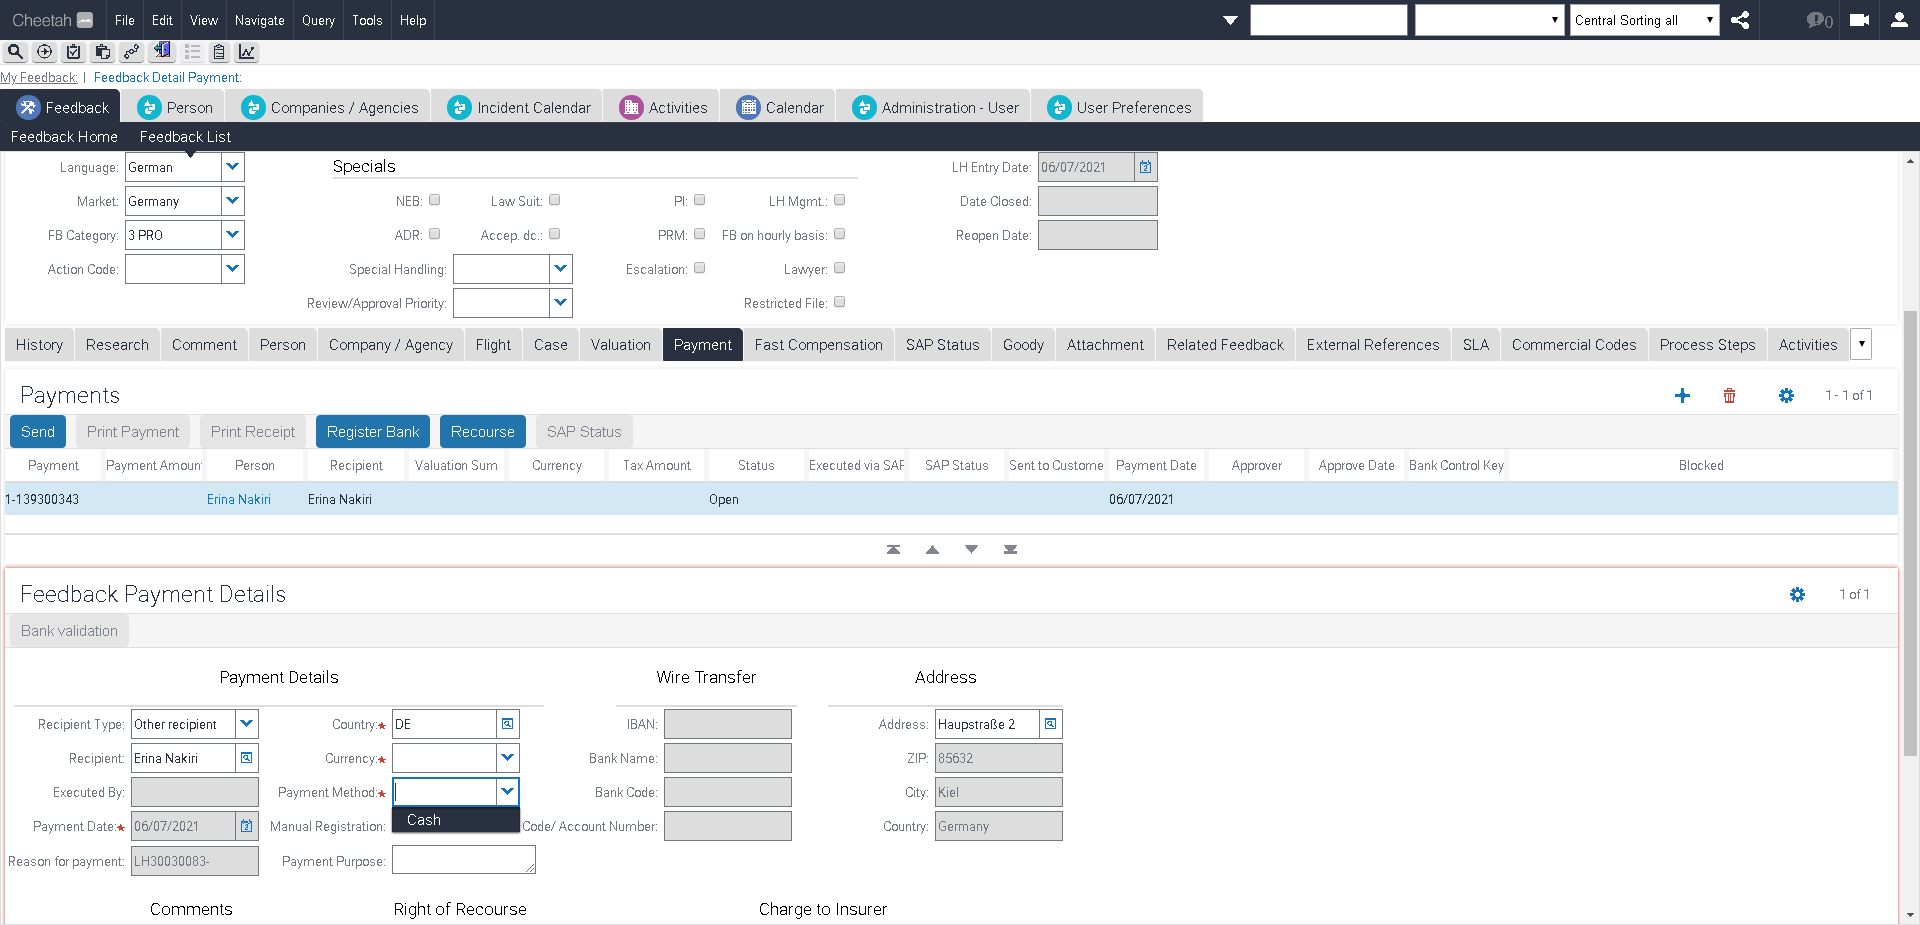 Cheetah File Edit View Navigate Query Tools Help Central Sorting all 0
My Feedback: | Feedback Detail Payment:
Feedback Person Companies / Agencies Incident Calendar Activities Calendar Administration - User User Preferences
Feedback Home Feedback List
Language: German Specials LH Entry Date: 06/07/2021
Market: Germany NEB: Law Suit: PI: LH Mgmt.: Date Closed:
FB Category: 3 PRO ADR: Accep. dc.: PRM: FB on hourly basis: Reopen Date:
Action Code: Special Handling: Escalation: Lawyer:
Review/Approval Priority: Restricted File:
History Research Comment Person Company / Agency Flight Case Valuation Payment Fast Compensation SAP Status Goody Attachment Related Feedback External References SLA Commercial Codes Process Steps Activities
Payments 1 - 1 of 1
Send Print Payment Print Receipt Register Bank Recourse SAP Status
Payment Payment Amoun Person Recipient Valuation Sum Currency Tax Amount Status Executed via SAF SAP Status Sent to Custome Payment Date Approver Approve Date Bank Control Key Blocked
1-139300343 Erina Nakiri Erina Nakiri Open 06/07/2021
Feedback Payment Details 1 of 1
Bank validation
Payment Details Wire Transfer Address
Recipient Type: Other recipient Country:★ DE IBAN: Address: Haupstraße 2
Recipient: Erina Nakiri Currency:★ Bank Name: ZIP: 85632
Executed By: Payment Method:★ Bank Code: City: Kiel
Payment Date:★ 06/07/2021 Manual Registration: Cash Code/ Account Number: Country: Germany
Reason for payment: LH30030083- Payment Purpose:
Comments Right of Recourse Charge to Insurer